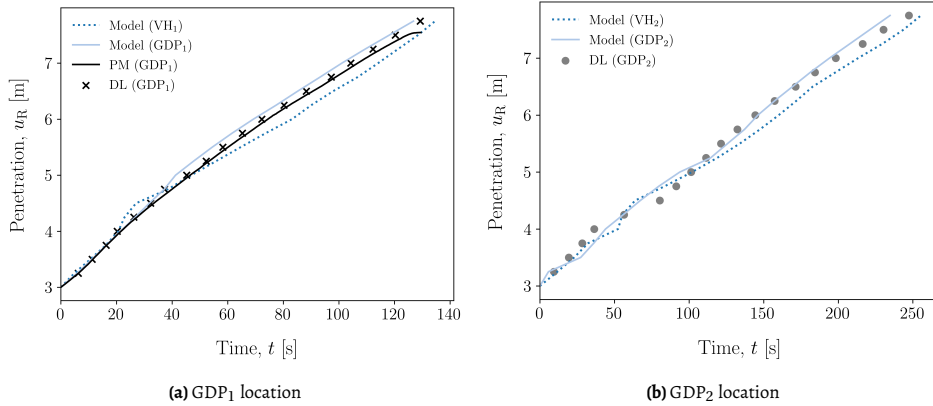 Model (VH₁)
Model (GDP₁)
PM (GDP₁)
DL (GDP₁)
Penetration, u_R [m]
7
6
5
4
3
0 20 40 60 80 100 120 140
Time, t [s]
(a) GDP₁ location
Model (VH₂)
Model (GDP₂)
DL (GDP₂)
Penetration, u_R [m]
7
6
5
4
3
0 50 100 150 200 250
Time, t [s]
(b) GDP₂ location